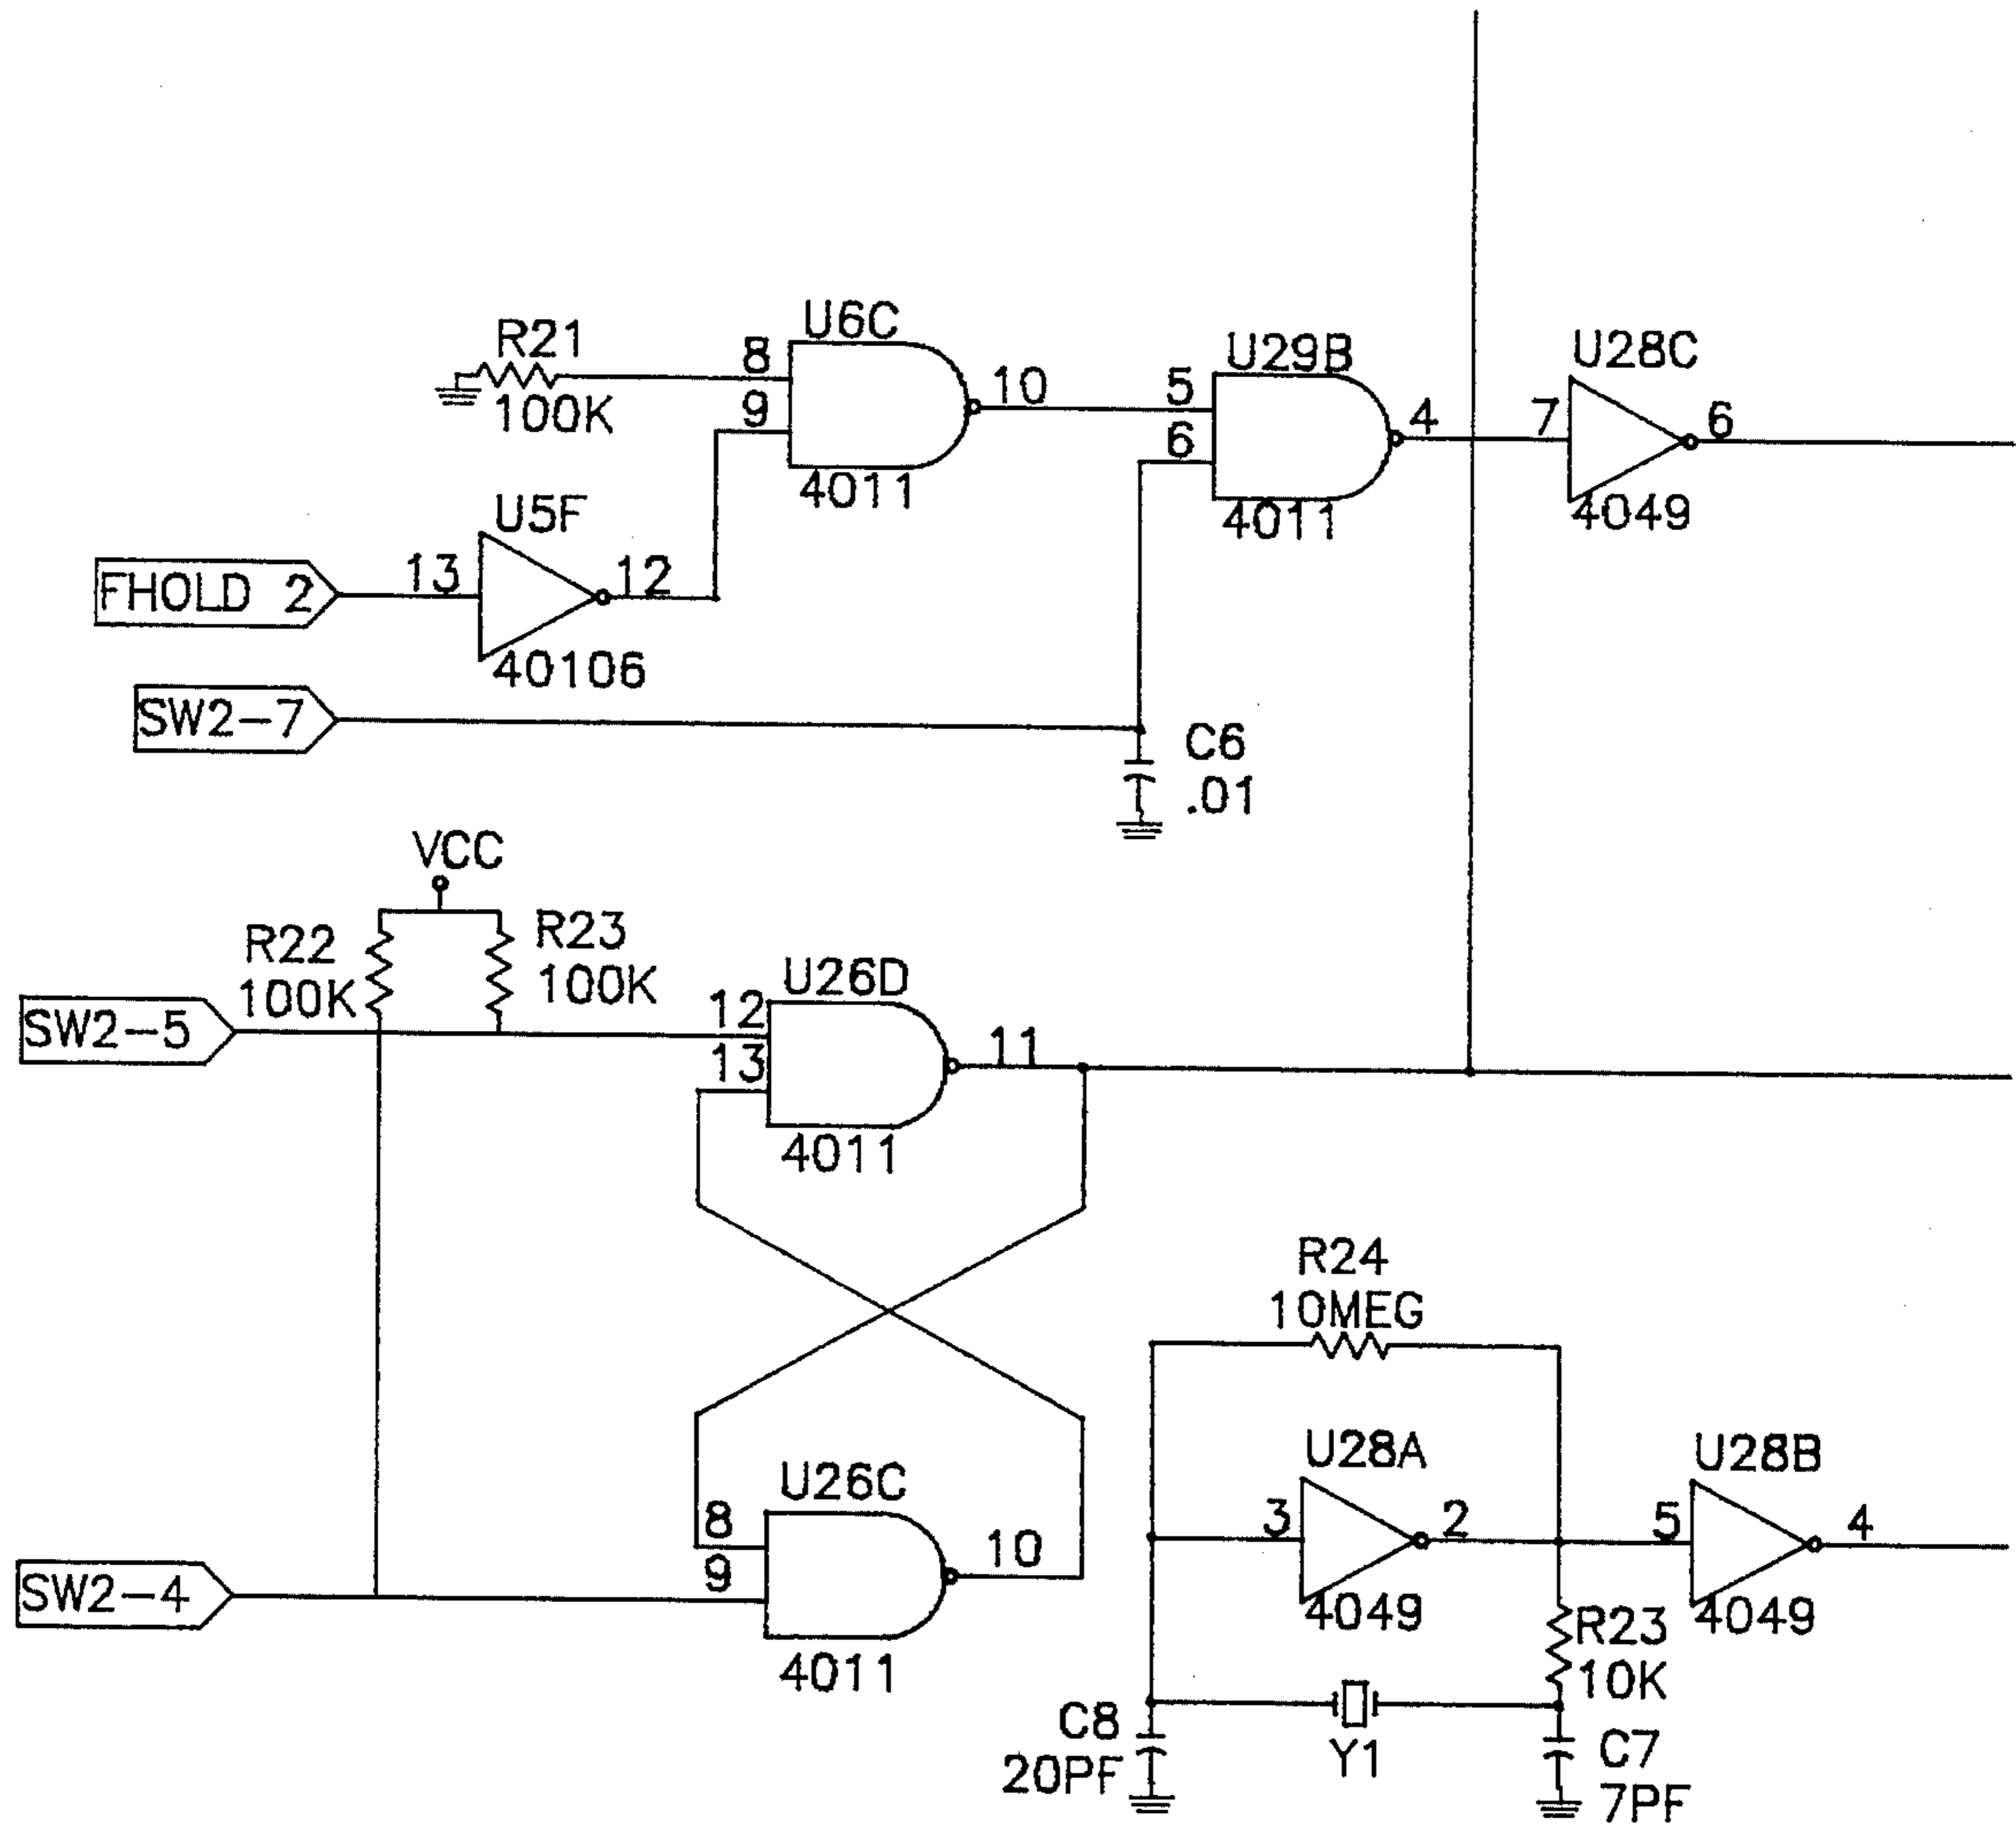 U6C
R21
8
100K
9
10
4011
U29B
5
6
4
4011
U28C
7
6
4049
U5F
FHOLD 2
13
12
40106
SW2-7
C6
.01
VCC
R22
100K
R23
100K
SW2-5
U26D
12
13
11
4011
R24
10MEG
U26C
8
9
10
4011
SW2-4
U28A
3
2
4049
U28B
5
4
4049
R23
10K
C8
20PF
Y1
C7
7PF